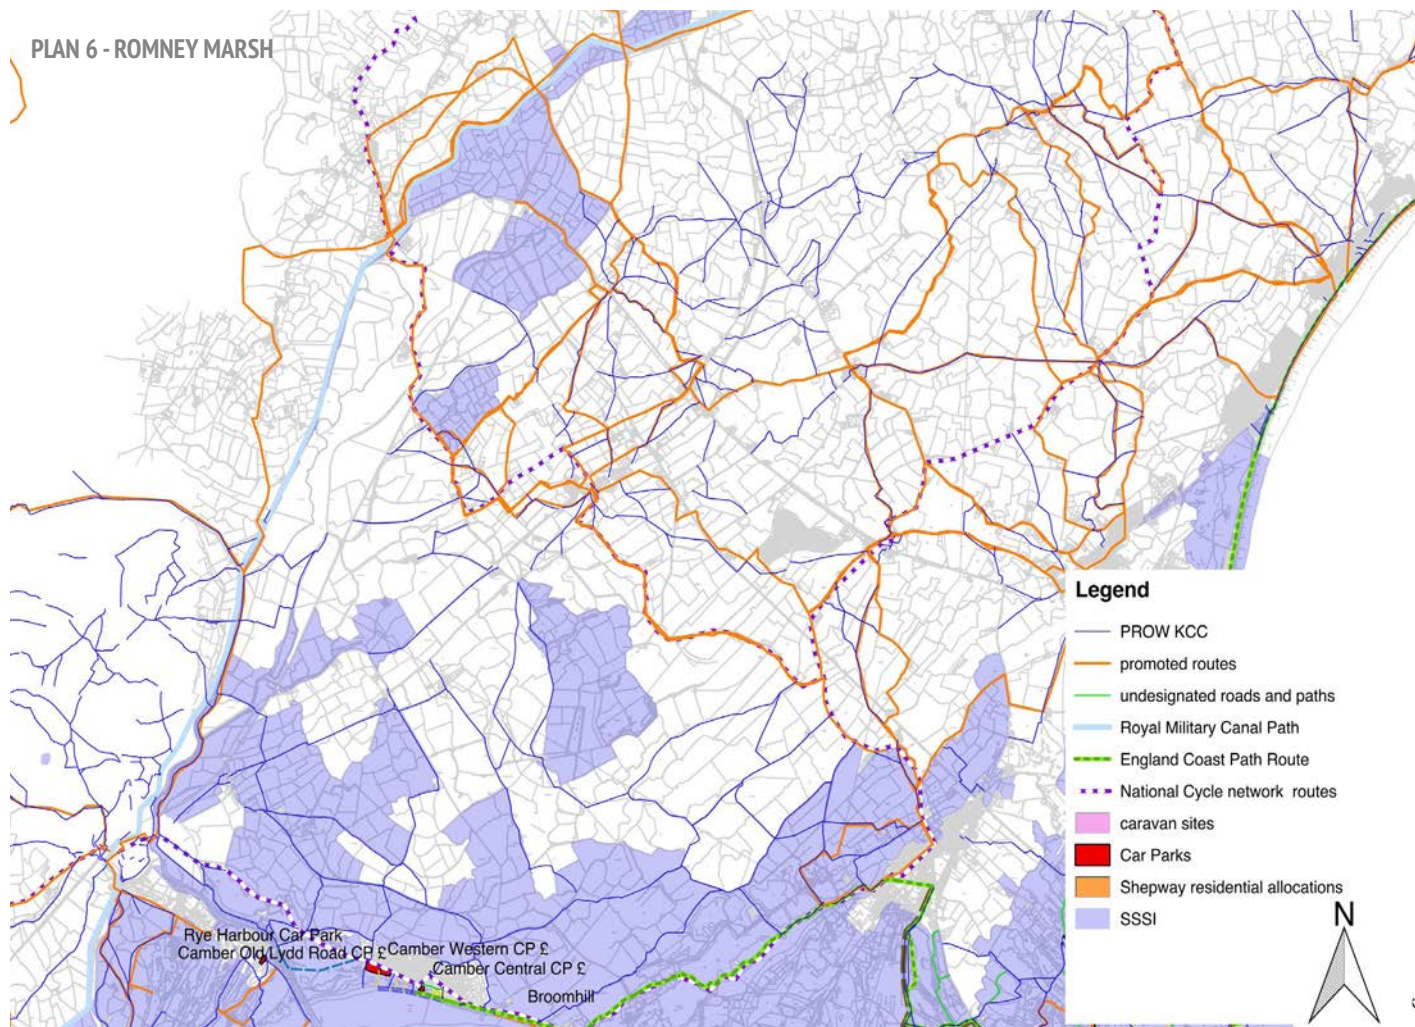 PLAN 6 - ROMNEY MARSH
Legend
PROW KCC
promoted routes
undesignated roads and paths
Royal Military Canal Path
England Coast Path Route
National Cycle network routes
caravan sites
Car Parks
Shepway residential allocations
SSSI
N
Rye Harbour Car Park
Camber Old/Lydd Road CP £
Camber Western CP £
Camber Central CP £
Broomhill